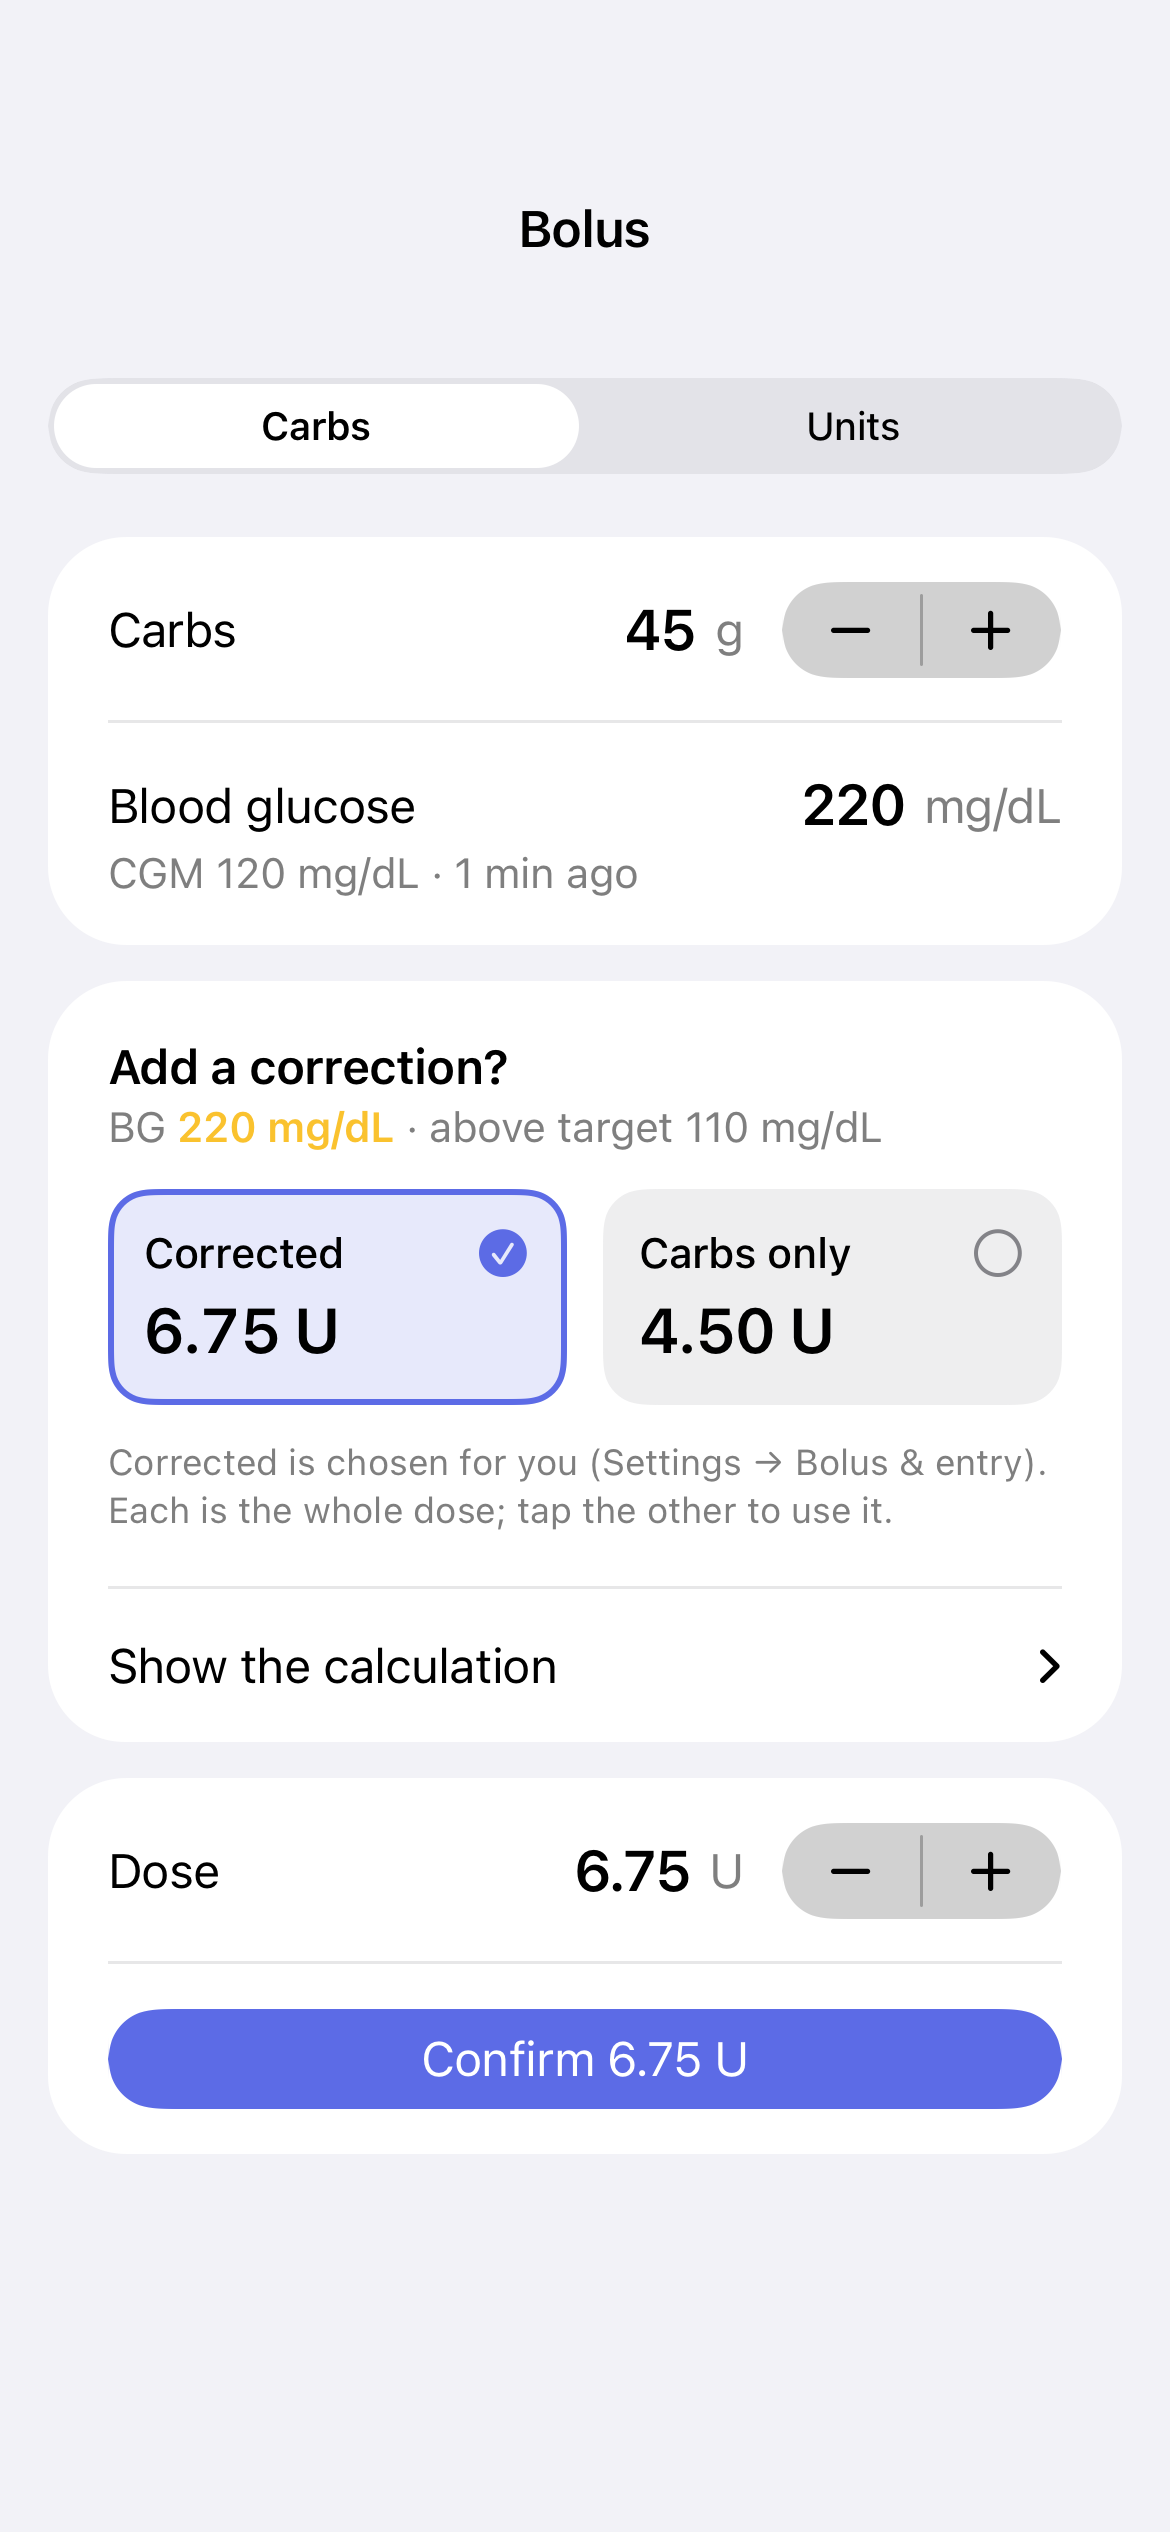 Bolus
Carbs
Units
Carbs 45 g − +
Blood glucose 220 mg/dL
CGM 120 mg/dL · 1 min ago
Add a correction?
BG 220 mg/dL · above target 110 mg/dL
Corrected
6.75 U
Carbs only
4.50 U
Corrected is chosen for you (Settings → Bolus & entry).
Each is the whole dose; tap the other to use it.
Show the calculation
Dose 6.75 U − +
Confirm 6.75 U